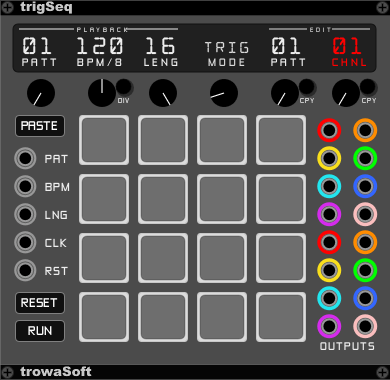 trigSeq
PLAYBACK EDIT
01 120 16 TRIG 01 01
PATT BPM/8 LENG MODE PATT CHNL
DIV CPY CPY
PASTE
PAT
BPM
LNG
CLK
RST
RESET
RUN
OUTPUTS
trowaSoft